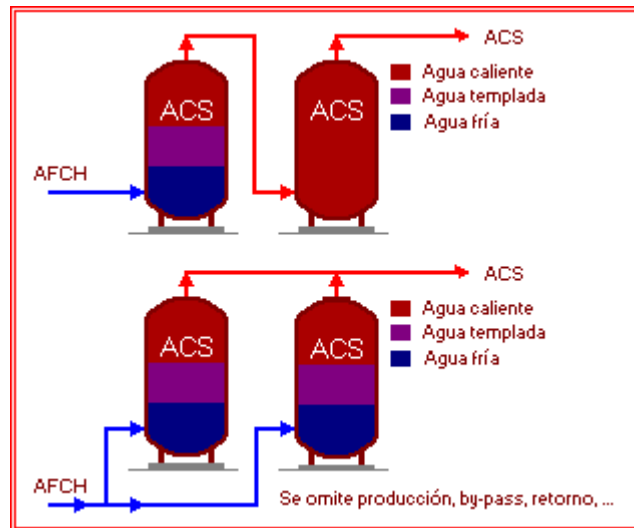 ACS
Agua caliente
ACS
ACS
Agua templada
Agua fría
AFCH
ACS
Agua caliente
ACS
ACS
Agua templada
Agua fría
AFCH
Se omite producción, by-pass, retorno, ...